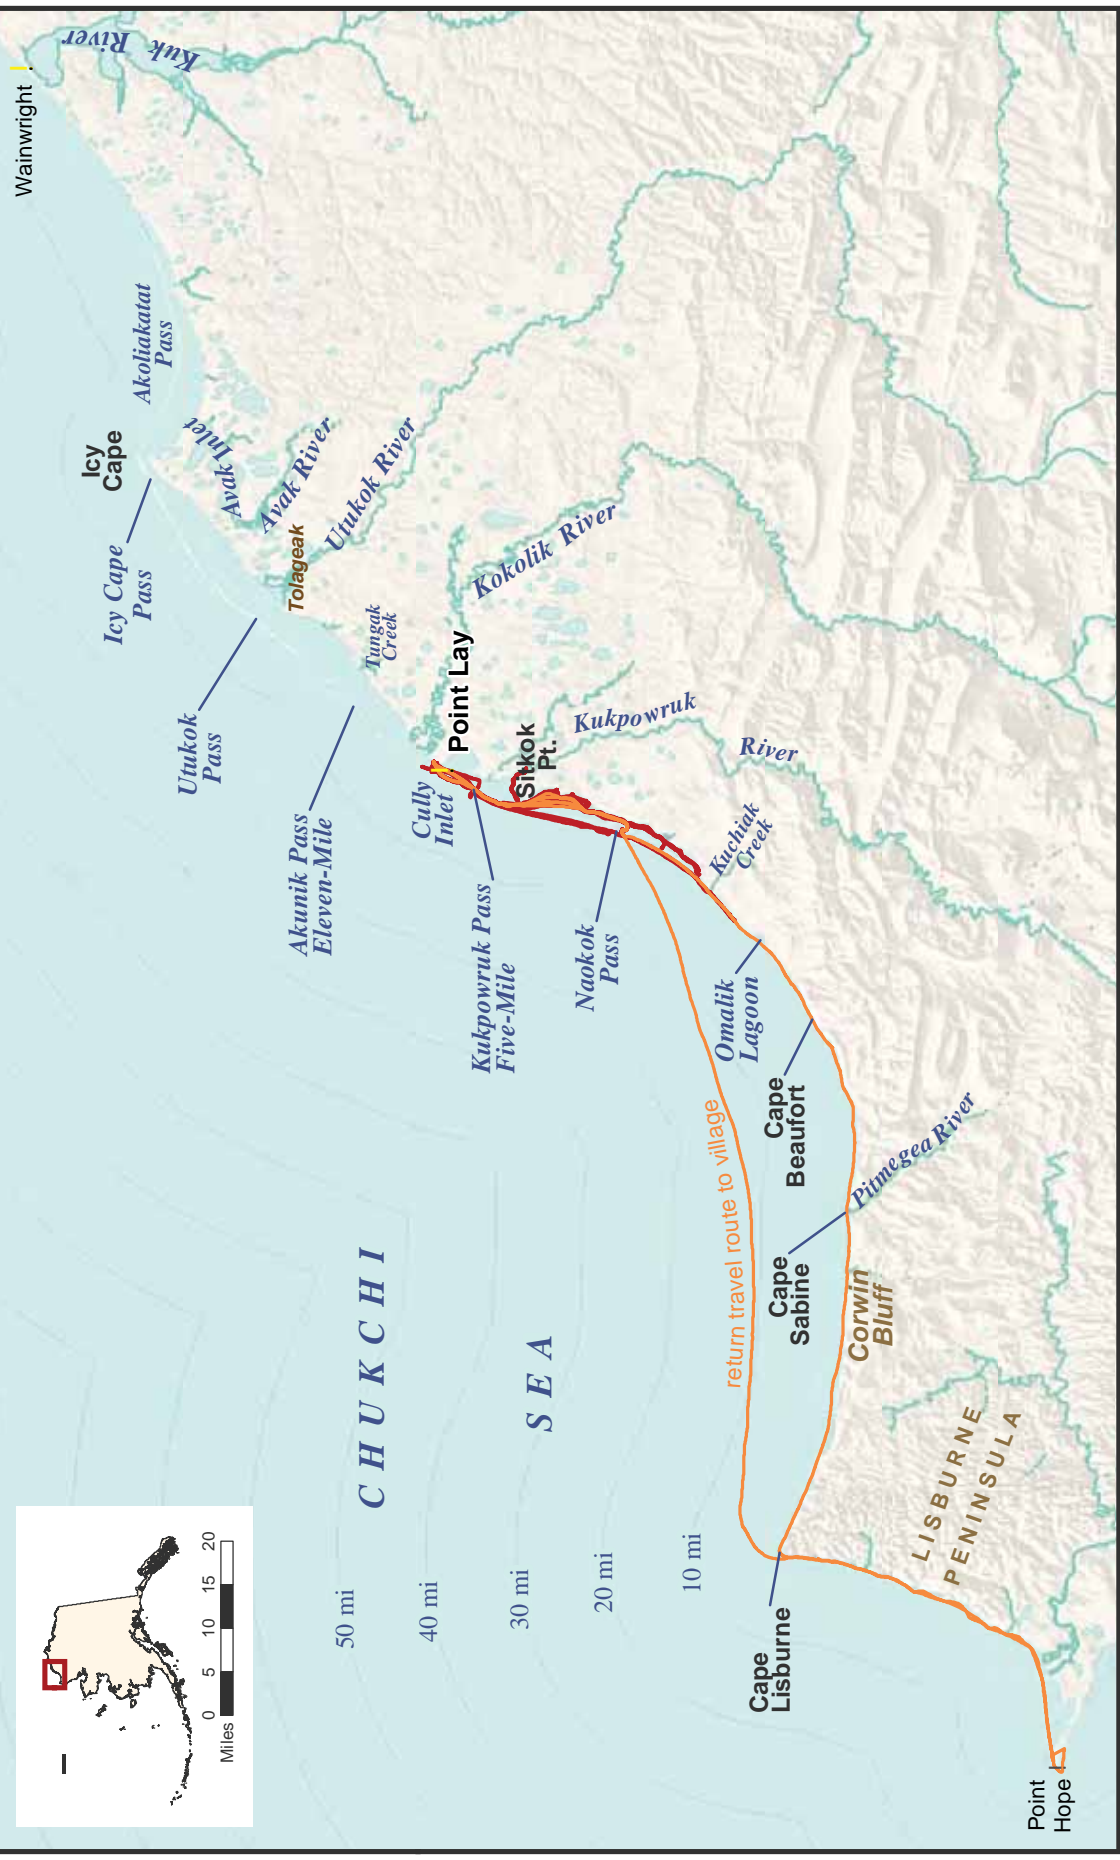 Wainwright
Kuk
River
Akoliakatat
Pass
Icy
Cape
Avak Inlet
Avak River
Utukok River
Icy Cape
Pass
Tolageak
Utukok
Pass
Tungak
Creek
Kokolik River
Point Lay
Akunik Pass
Eleven-Mile
Cully
Inlet
Sitkok
Pt.
Kukpowruk
River
Kukpowruk Pass
Five-Mile
Naokok
Pass
Kuchiak
Creek
Omalik
Lagoon
Cape
Beaufort
Pitmegea River
return travel route to village
Cape
Sabine
Corwin
Bluff
CHUKCHI
SEA
LISBURNE
PENINSULA
50 mi
40 mi
30 mi
20 mi
10 mi
Cape
Lisburne
Point
Hope
0 5 10 15 20
Miles